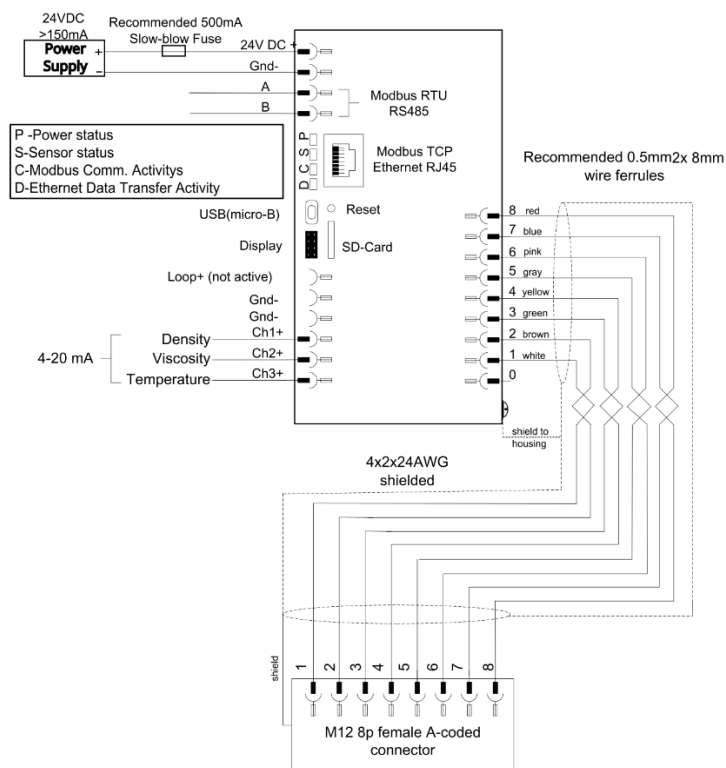 24VDC
>150mA
Power
Supply
+
-
Recommended 500mA
Slow-blow Fuse
24V DC +
Gnd-
A
B
Modbus RTU
RS485
P -Power status
S-Sensor status
C-Modbus Comm. Activitys
D-Ethernet Data Transfer Activity
P
S
C
D
Modbus TCP
Ethernet RJ45
Recommended 0.5mm2x 8mm
wire ferrules
USB(micro-B)
Reset
Display
SD-Card
Loop+ (not active)
Gnd-
Gnd-
4-20 mA
Density
Ch1+
Viscosity
Ch2+
Temperature
Ch3+
8 red
7 blue
6 pink
5 gray
4 yellow
3 green
2 brown
1 white
0
shield to
housing
4x2x24AWG
shielded
shield
1 2 3 4 5 6 7 8
M12 8p female A-coded
connector